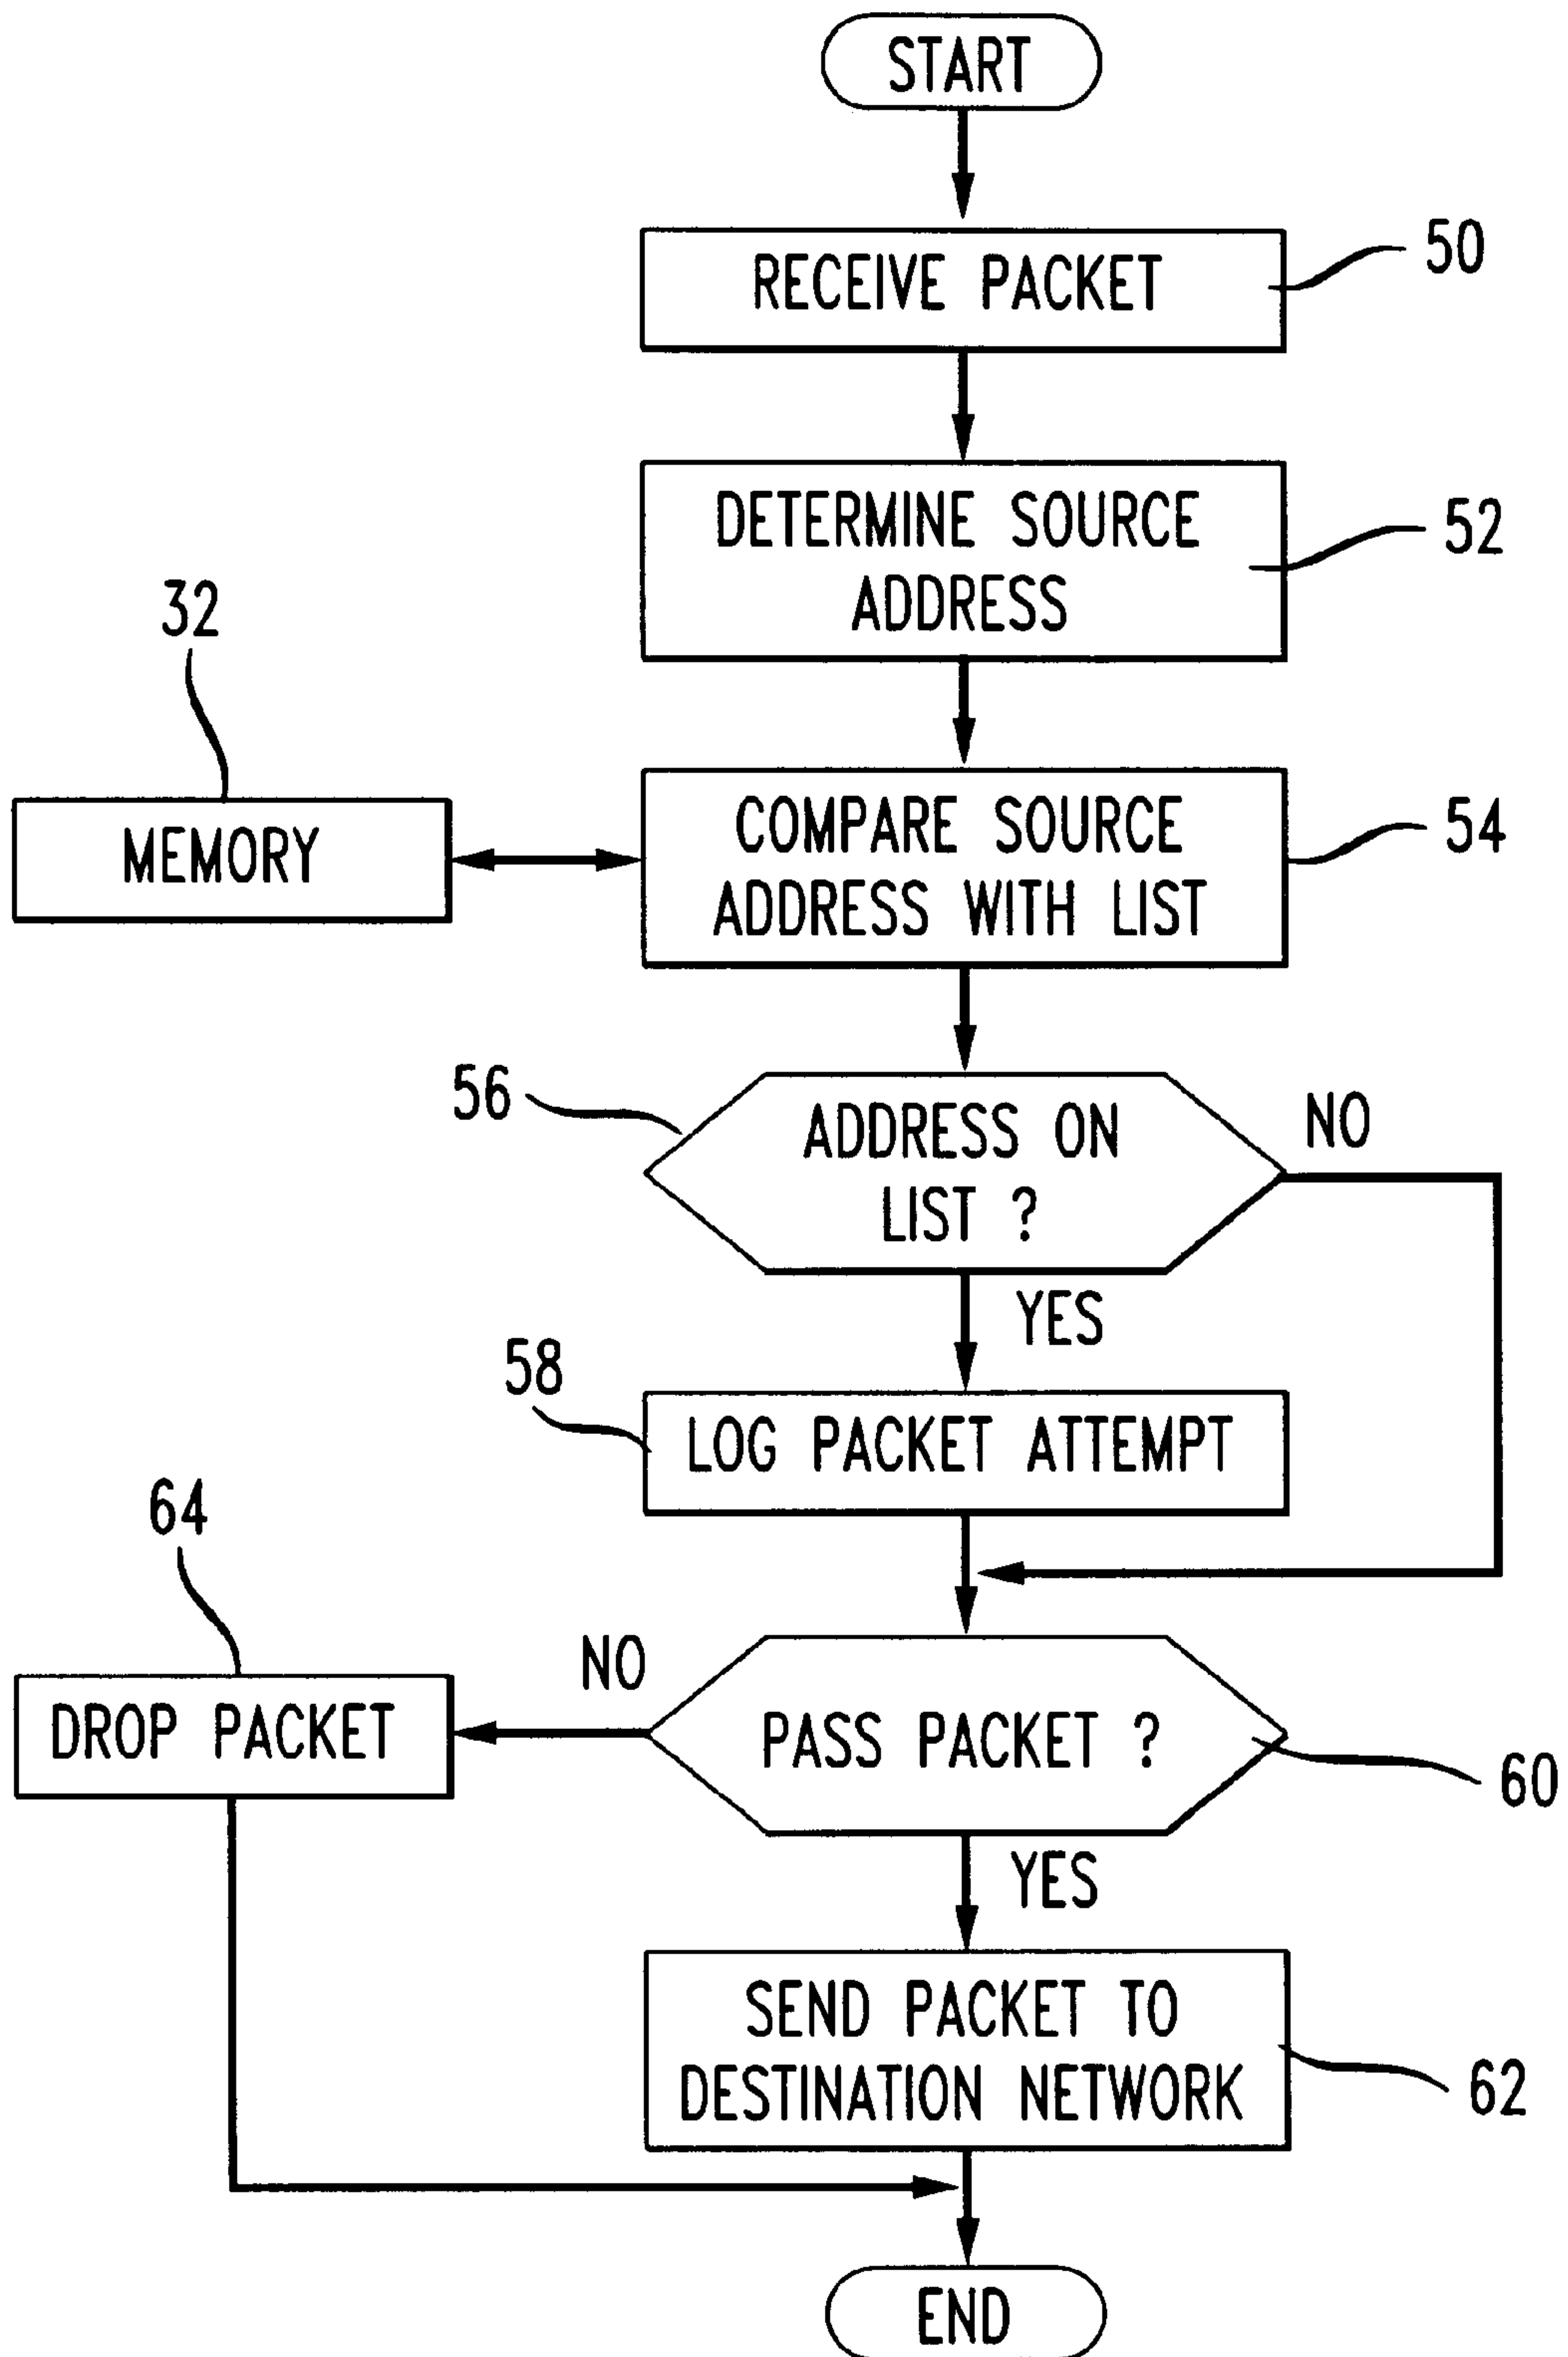 START
RECEIVE PACKET
50
DETERMINE SOURCE
ADDRESS
52
32
MEMORY
COMPARE SOURCE
ADDRESS WITH LIST
54
56
ADDRESS ON
LIST ?
NO
YES
58
LOG PACKET ATTEMPT
64
NO
DROP PACKET
PASS PACKET ?
60
YES
SEND PACKET TO
DESTINATION NETWORK
62
END